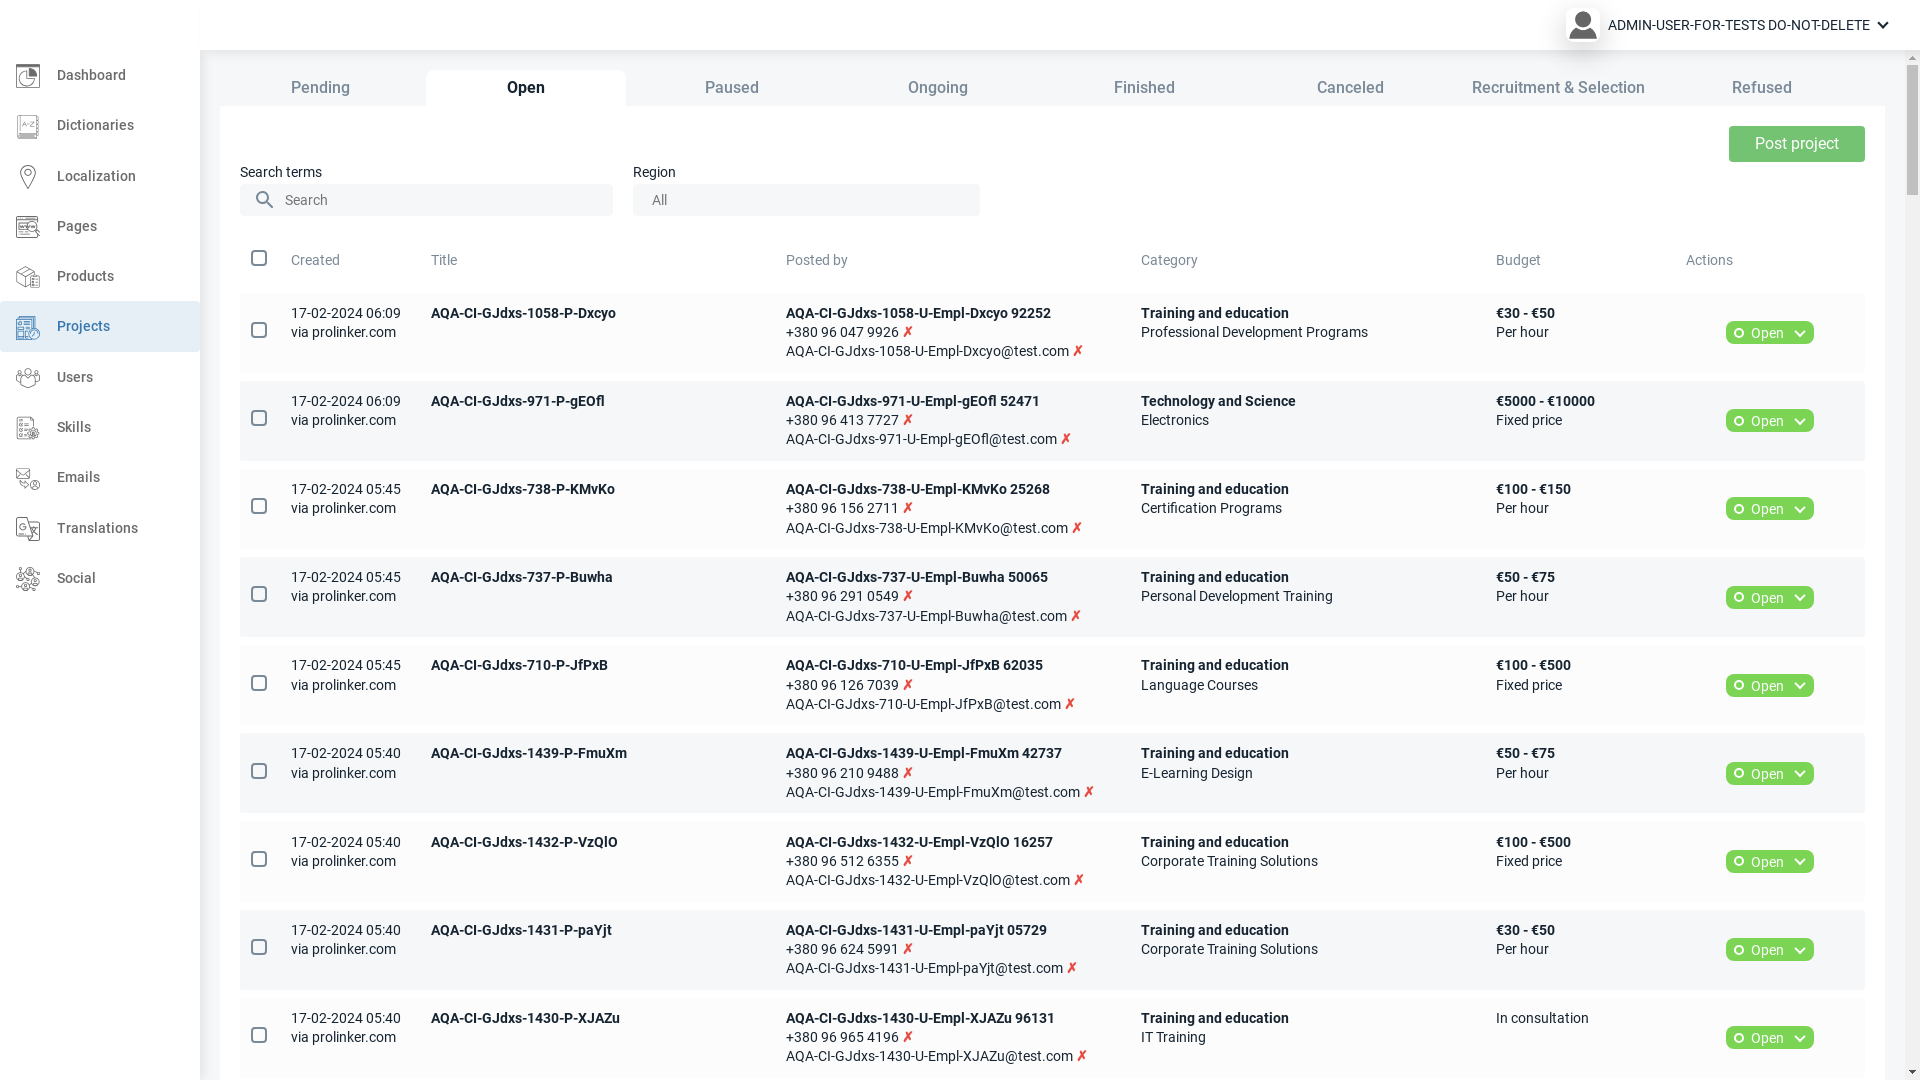 ADMIN-USER-FOR-TESTS DO-NOT-DELETE
Dashboard
Dictionaries
Localization
Pages
Products
Projects
Users
Skills
Emails
Translations
Social
Pending Open Paused Ongoing Finished Canceled Recruitment & Selection Refused
Post project
Search terms Region
Search All
Created Title Posted by Category Budget Actions
17-02-2024 06:09 AQA-CI-GJdxs-1058-P-Dxcyo AQA-CI-GJdxs-1058-U-Empl-Dxcyo 92252 Training and education €30 - €50
via prolinker.com +380 96 047 9926 ✗ Professional Development Programs Per hour Open
AQA-CI-GJdxs-1058-U-Empl-Dxcyo@test.com ✗
17-02-2024 06:09 AQA-CI-GJdxs-971-P-gEOfl AQA-CI-GJdxs-971-U-Empl-gEOfl 52471 Technology and Science €5000 - €10000
via prolinker.com +380 96 413 7727 ✗ Electronics Fixed price Open
AQA-CI-GJdxs-971-U-Empl-gEOfl@test.com ✗
17-02-2024 05:45 AQA-CI-GJdxs-738-P-KMvKo AQA-CI-GJdxs-738-U-Empl-KMvKo 25268 Training and education €100 - €150
via prolinker.com +380 96 156 2711 ✗ Certification Programs Per hour Open
AQA-CI-GJdxs-738-U-Empl-KMvKo@test.com ✗
17-02-2024 05:45 AQA-CI-GJdxs-737-P-Buwha AQA-CI-GJdxs-737-U-Empl-Buwha 50065 Training and education €50 - €75
via prolinker.com +380 96 291 0549 ✗ Personal Development Training Per hour Open
AQA-CI-GJdxs-737-U-Empl-Buwha@test.com ✗
17-02-2024 05:45 AQA-CI-GJdxs-710-P-JfPxB AQA-CI-GJdxs-710-U-Empl-JfPxB 62035 Training and education €100 - €500
via prolinker.com +380 96 126 7039 ✗ Language Courses Fixed price Open
AQA-CI-GJdxs-710-U-Empl-JfPxB@test.com ✗
17-02-2024 05:40 AQA-CI-GJdxs-1439-P-FmuXm AQA-CI-GJdxs-1439-U-Empl-FmuXm 42737 Training and education €50 - €75
via prolinker.com +380 96 210 9488 ✗ E-Learning Design Per hour Open
AQA-CI-GJdxs-1439-U-Empl-FmuXm@test.com ✗
17-02-2024 05:40 AQA-CI-GJdxs-1432-P-VzQlO AQA-CI-GJdxs-1432-U-Empl-VzQlO 16257 Training and education €100 - €500
via prolinker.com +380 96 512 6355 ✗ Corporate Training Solutions Fixed price Open
AQA-CI-GJdxs-1432-U-Empl-VzQlO@test.com ✗
17-02-2024 05:40 AQA-CI-GJdxs-1431-P-paYjt AQA-CI-GJdxs-1431-U-Empl-paYjt 05729 Training and education €30 - €50
via prolinker.com +380 96 624 5991 ✗ Corporate Training Solutions Per hour Open
AQA-CI-GJdxs-1431-U-Empl-paYjt@test.com ✗
17-02-2024 05:40 AQA-CI-GJdxs-1430-P-XJAZu AQA-CI-GJdxs-1430-U-Empl-XJAZu 96131 Training and education In consultation
via prolinker.com +380 96 965 4196 ✗ IT Training Open
AQA-CI-GJdxs-1430-U-Empl-XJAZu@test.com ✗